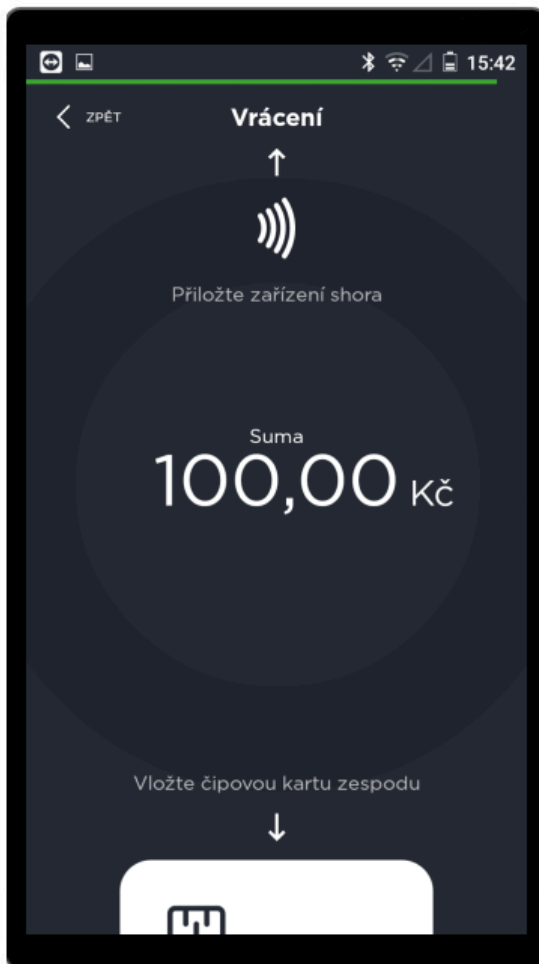 15:42
ZPĚT Vrácení
Přiložte zařízení shora
Suma
100,00 Kč
Vložte čipovou kartu zespodu